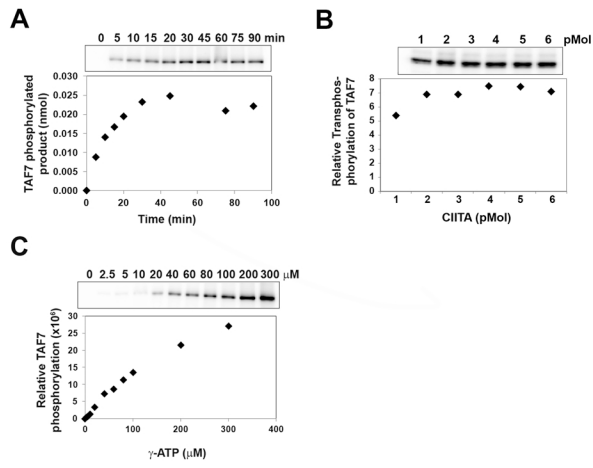 A
0 5 10 15 20 30 45 60 75 90 min
TAF7 phosphorylated
product (nmol)
0.030
0.025
0.020
0.015
0.010
0.005
0.000
0 20 40 60 80 100
Time (min)
B
1 2 3 4 5 6 pMol
Relative Transphos-
phorylation of TAF7
8
7
6
5
4
3
2
1
0
1 2 3 4 5 6
CIITA (pMol)
C
0 2.5 5 10 20 40 60 80 100 200 300 μM
Relative TAF7
phosphorylation (x10⁶)
30
25
20
15
10
5
0
0 100 200 300 400
γ-ATP (μM)